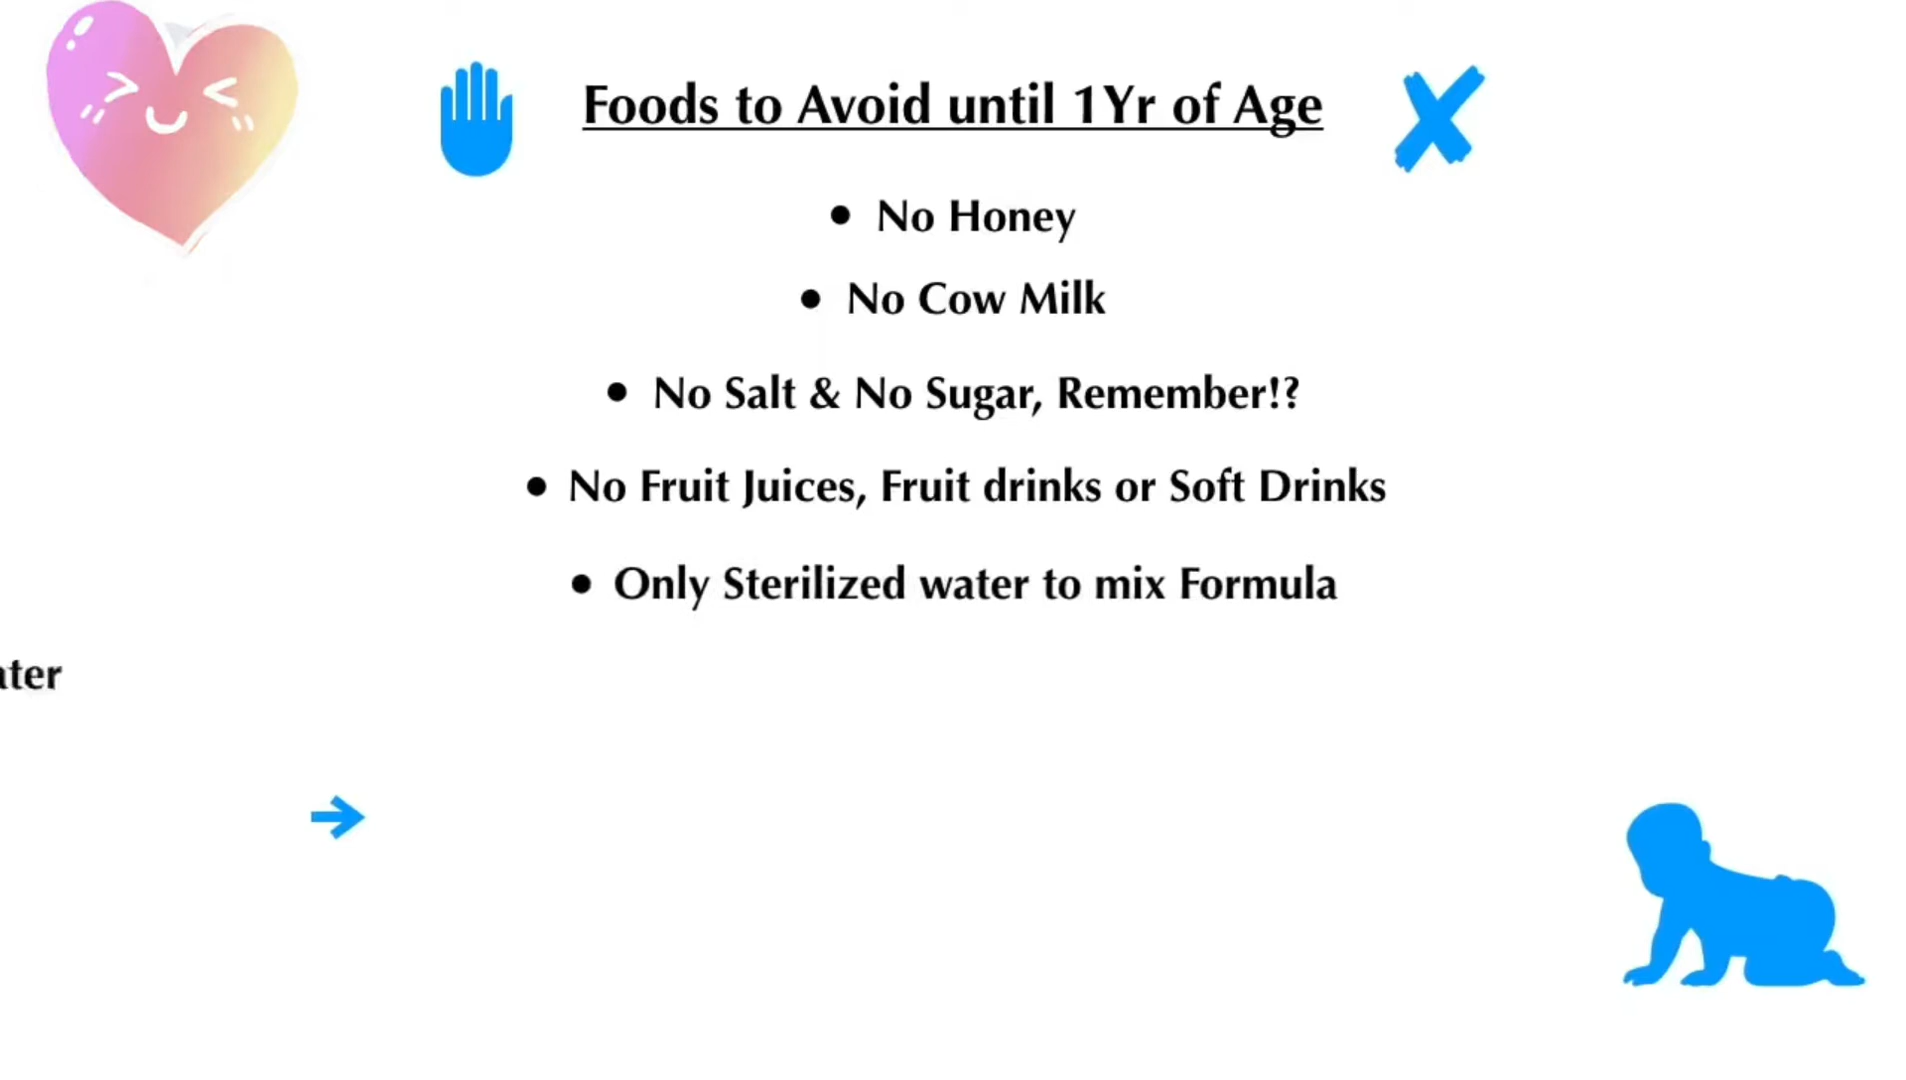 Foods to Avoid until 1Yr of Age
• No Honey
• No Cow Milk
• No Salt & No Sugar, Remember!?
• No Fruit Juices, Fruit drinks or Soft Drinks
• Only Sterilized water to mix Formula